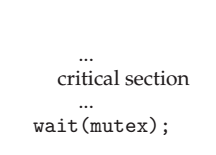 ...
critical section
...
wait(mutex);